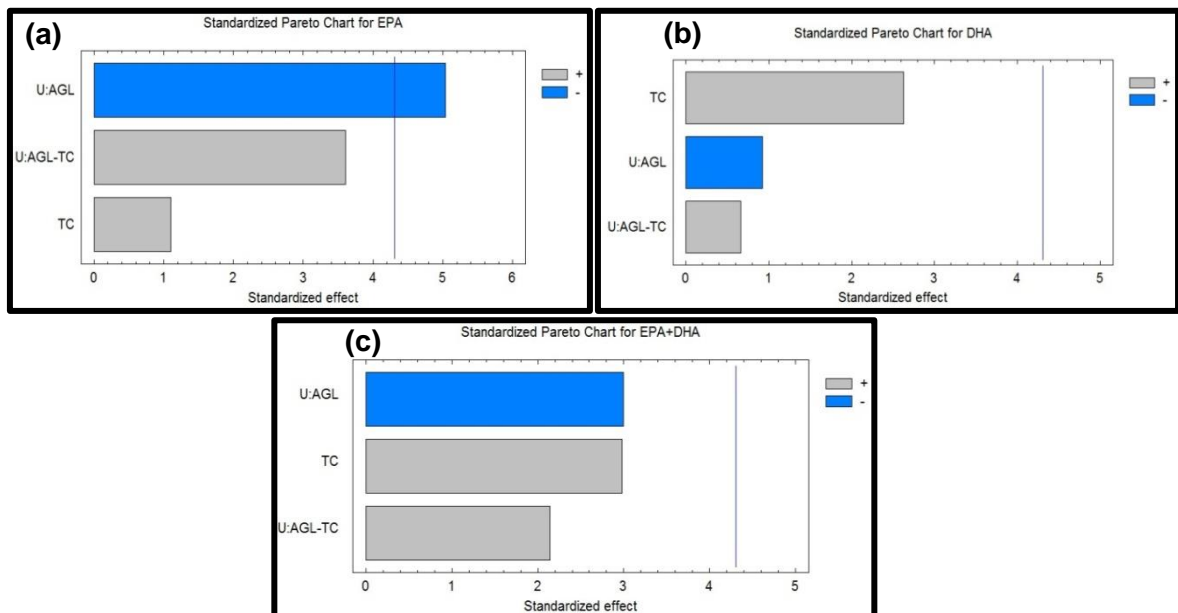 (a)
Standardized Pareto Chart for EPA
U:AGL
U:AGL-TC
TC
0 1 2 3 4 5 6
Standardized effect
+
-
(b)
Standardized Pareto Chart for DHA
TC
U:AGL
U:AGL-TC
0 1 2 3 4 5
Standardized effect
+
-
(c)
Standardized Pareto Chart for EPA+DHA
U:AGL
TC
U:AGL-TC
0 1 2 3 4 5
Standardized effect
+
-